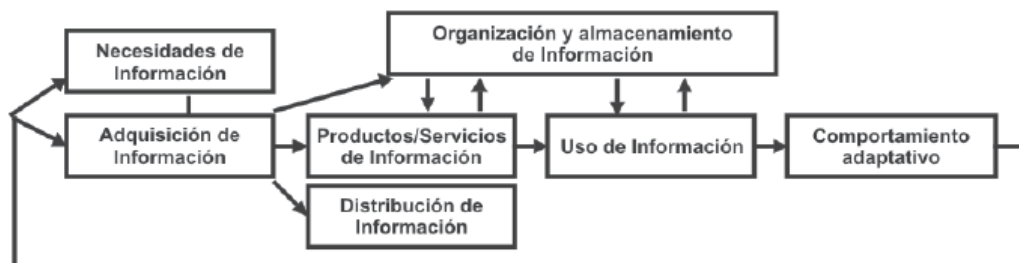 Necesidades de
Información
Organización y almacenamiento
de Información
Adquisición de
Información
Productos/Servicios
de Información
Uso de Información
Comportamiento
adaptativo
Distribución de
Información